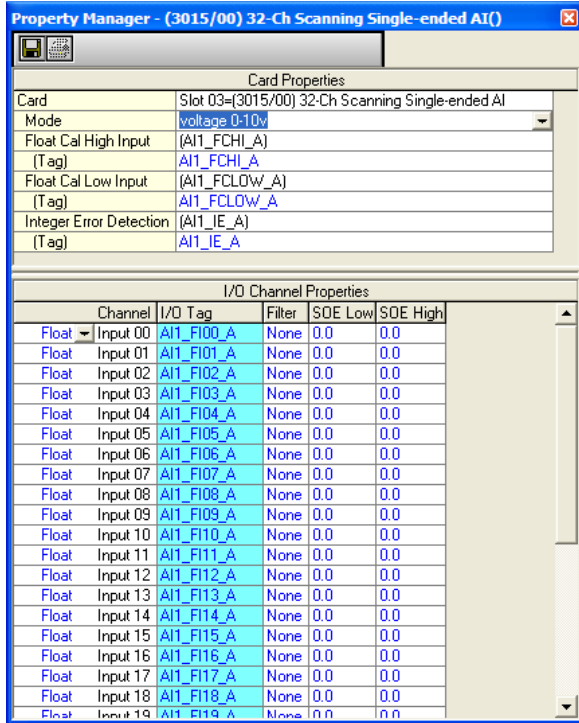 Property Manager - (3015/00) 32-Ch Scanning Single-ended AI()
Card Properties
Card Slot 03=(3015/00) 32-Ch Scanning Single-ended AI
Mode voltage 0-10v
Float Cal High Input (AI1_FCHI_A)
(Tag) AI1_FCHI_A
Float Cal Low Input (AI1_FCLOW_A)
(Tag) AI1_FCLOW_A
Integer Error Detection (AI1_IE_A)
(Tag) AI1_IE_A
I/O Channel Properties
Channel I/O Tag Filter SOE Low SOE High
Float Input 00 AI1_FI00_A None 0.0 0.0
Float Input 01 AI1_FI01_A None 0.0 0.0
Float Input 02 AI1_FI02_A None 0.0 0.0
Float Input 03 AI1_FI03_A None 0.0 0.0
Float Input 04 AI1_FI04_A None 0.0 0.0
Float Input 05 AI1_FI05_A None 0.0 0.0
Float Input 06 AI1_FI06_A None 0.0 0.0
Float Input 07 AI1_FI07_A None 0.0 0.0
Float Input 08 AI1_FI08_A None 0.0 0.0
Float Input 09 AI1_FI09_A None 0.0 0.0
Float Input 10 AI1_FI10_A None 0.0 0.0
Float Input 11 AI1_FI11_A None 0.0 0.0
Float Input 12 AI1_FI12_A None 0.0 0.0
Float Input 13 AI1_FI13_A None 0.0 0.0
Float Input 14 AI1_FI14_A None 0.0 0.0
Float Input 15 AI1_FI15_A None 0.0 0.0
Float Input 16 AI1_FI16_A None 0.0 0.0
Float Input 17 AI1_FI17_A None 0.0 0.0
Float Input 18 AI1_FI18_A None 0.0 0.0
Float Input 19 AI1_FI19_A None 0.0 0.0